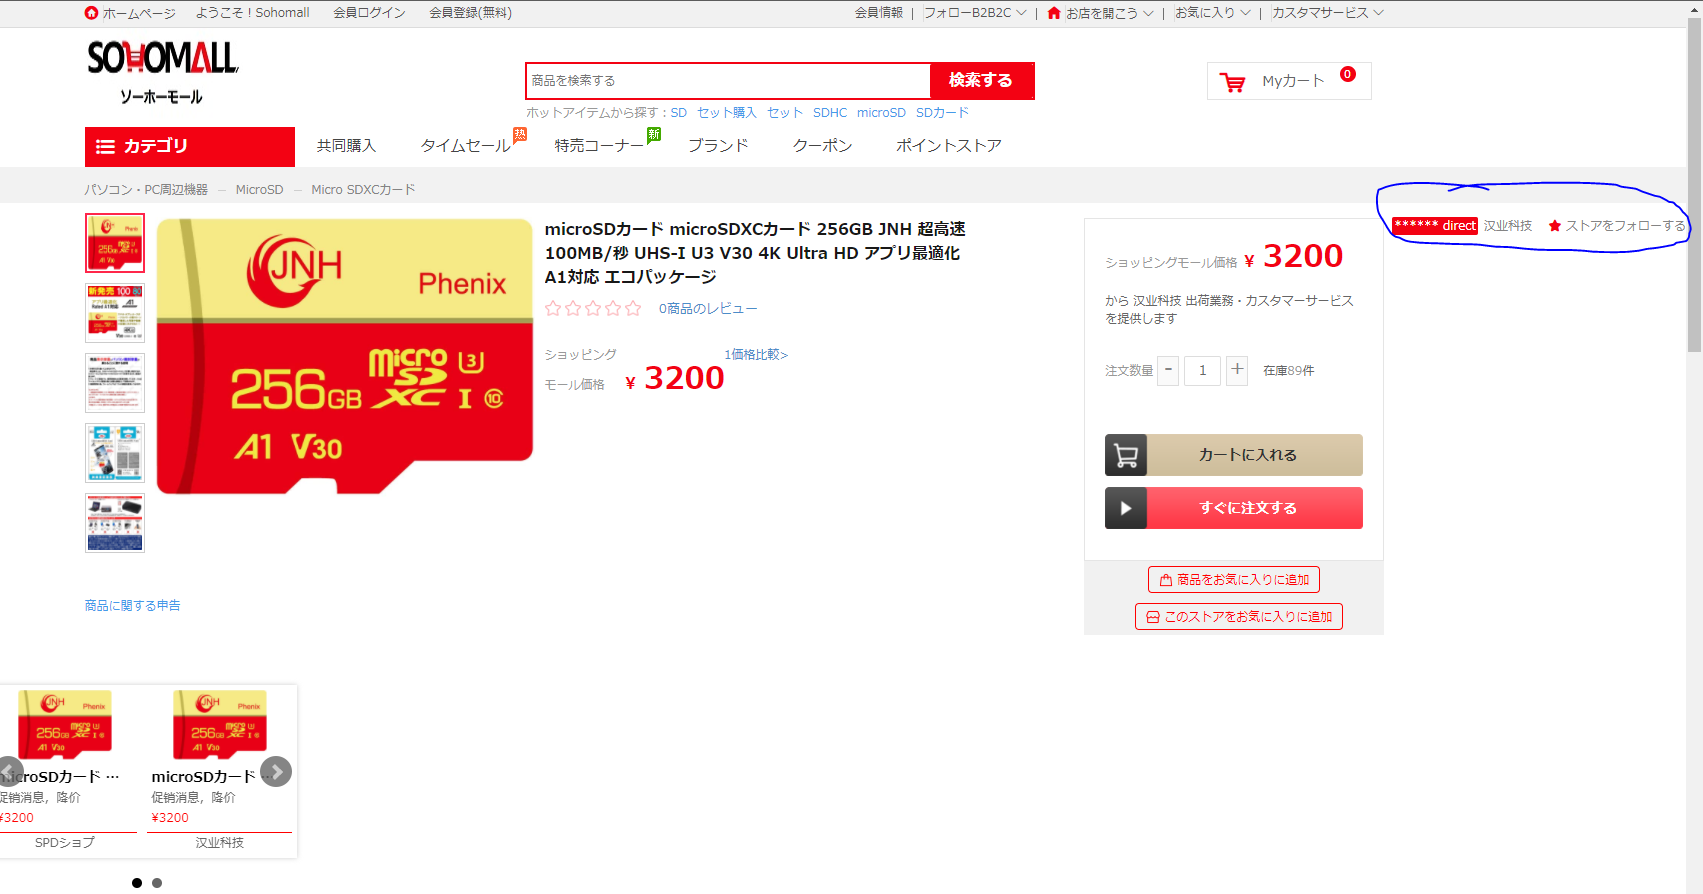 ホームページ ようこそ！Sohomall 会員ログイン 会員登録(無料) 会員情報 | フォローB2B2C | お店を開こう | お気に入り | カスタマサービス
SOHOMALL
ソーホーモール
商品を検索する 検索する
Myカート 0
ホットアイテムから探す：SD セット購入 セット SDHC microSD SDカード
カテゴリ 共同購入 タイムセール 热 特売コーナー 新 ブランド クーポン ポイントストア
パソコン・PC周辺機器 － MicroSD － Micro SDXCカード
JNH
Phenix
256GB
micro SD XC I U3 10
A1 V30
microSDカード microSDXCカード 256GB JNH 超高速
100MB/秒 UHS-I U3 V30 4K Ultra HD アプリ最適化
A1対応 エコパッケージ
0商品のレビュー
ショッピング
モール価格 ¥ 3200
1価格比較>
ショッピングモール価格 ¥ 3200
から 汉业科技 出荷業務・カスタマーサービス
を提供します
注文数量 - 1 + 在庫89件
カートに入れる
すぐに注文する
商品をお気に入りに追加
このストアをお気に入りに追加
****** direct 汉业科技 ★ ストアをフォローする
新発売 100 80
商品に関する申告
JNH Phenix
256GB
A1 V30
microSDカード …
促销消息，降价
¥3200
SPDショプ
JNH Phenix
256GB
A1 V30
microSDカード …
促销消息，降价
¥3200
汉业科技